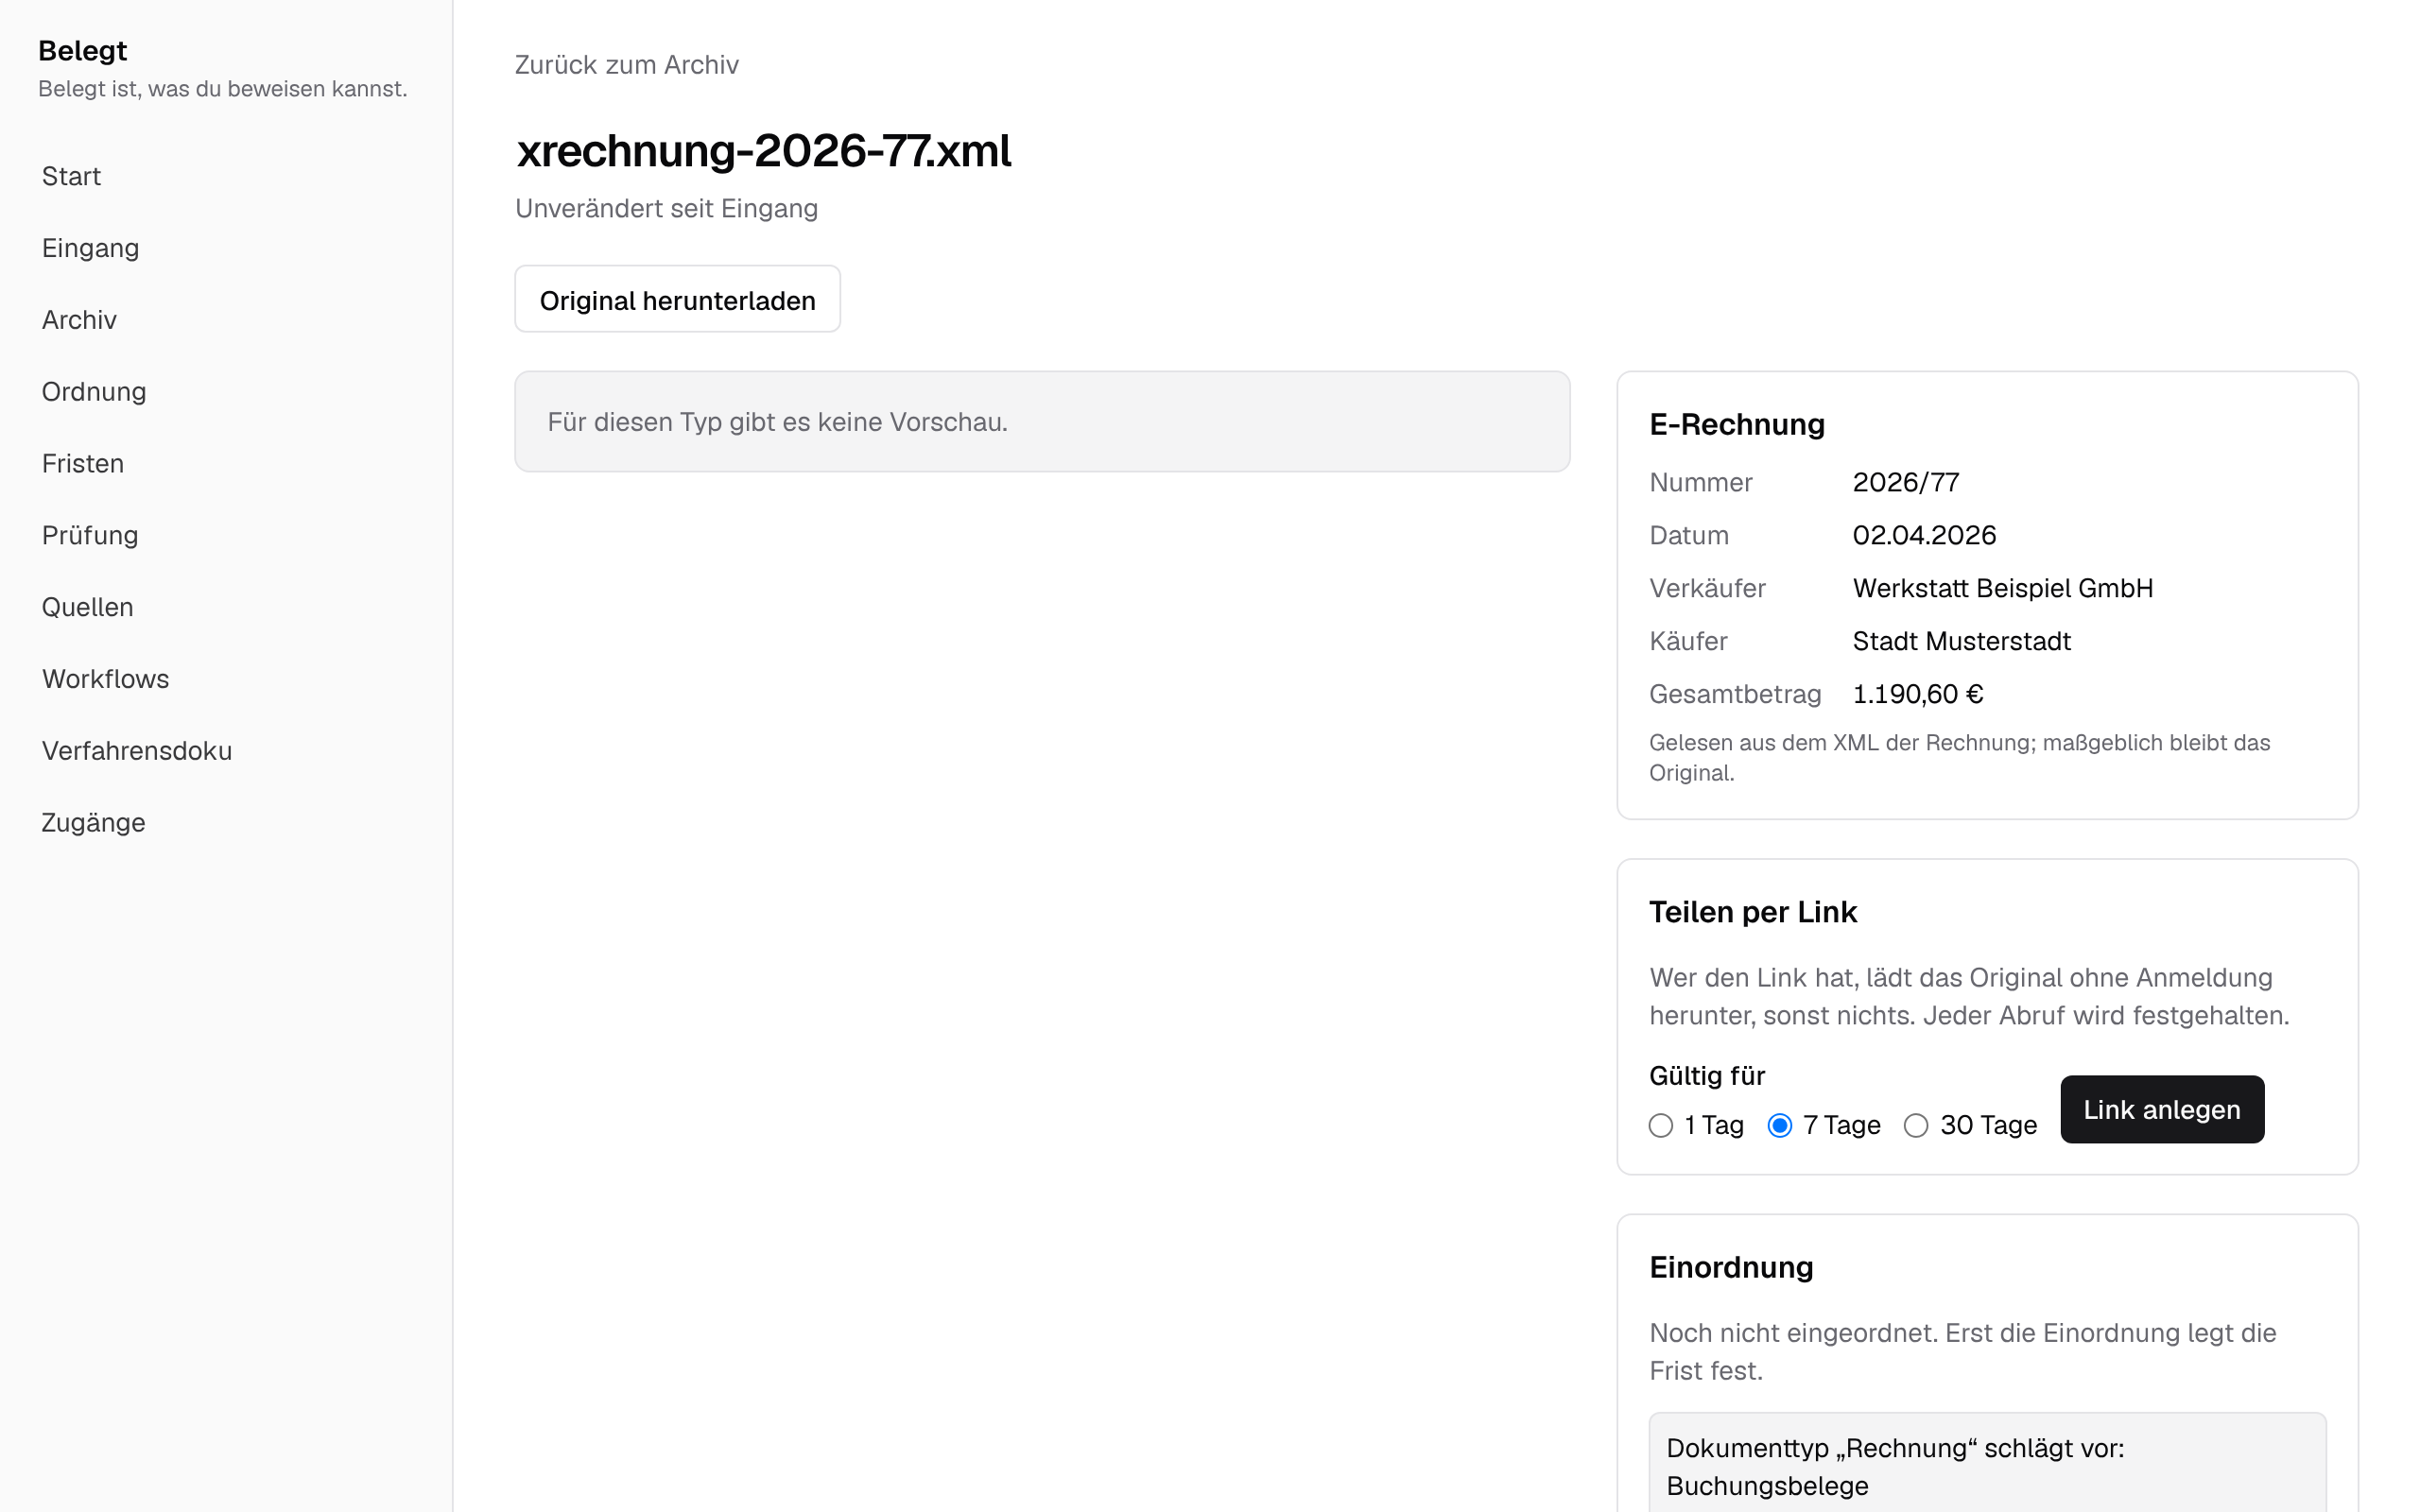 Belegt
Belegt ist, was du beweisen kannst.
Start
Eingang
Archiv
Ordnung
Fristen
Prüfung
Quellen
Workflows
Verfahrensdoku
Zugänge
Zurück zum Archiv
xrechnung-2026-77.xml
Unverändert seit Eingang
Original herunterladen
Für diesen Typ gibt es keine Vorschau.
E-Rechnung
Nummer 2026/77
Datum 02.04.2026
Verkäufer Werkstatt Beispiel GmbH
Käufer Stadt Musterstadt
Gesamtbetrag 1.190,60 €
Gelesen aus dem XML der Rechnung; maßgeblich bleibt das
Original.
Teilen per Link
Wer den Link hat, lädt das Original ohne Anmeldung
herunter, sonst nichts. Jeder Abruf wird festgehalten.
Gültig für
1 Tag 7 Tage 30 Tage Link anlegen
Einordnung
Noch nicht eingeordnet. Erst die Einordnung legt die
Frist fest.
Dokumenttyp „Rechnung“ schlägt vor:
Buchungsbelege